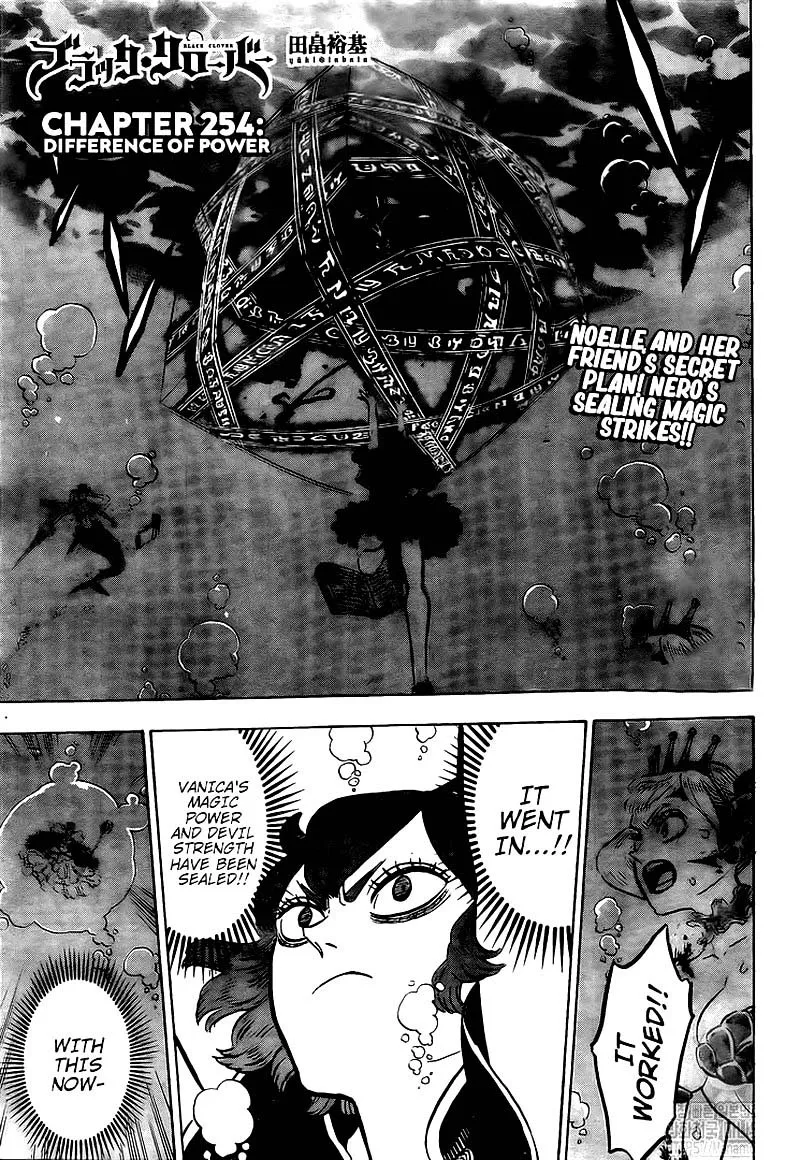 ブラック・クローバー
BLACK CLOVER
田畠裕基
yūki tabata
CHAPTER 254:
DIFFERENCE OF POWER
NOELLE AND HER
FRIEND'S SECRET
PLAN! NERO'S
SEALING MAGIC
STRIKES!!
IT
WORKED!!
IT
WENT
IN...!!
VANICA'S
MAGIC
POWER
AND DEVIL
STRENGTH
HAVE BEEN
SEALED!!
WITH
THIS
NOW-